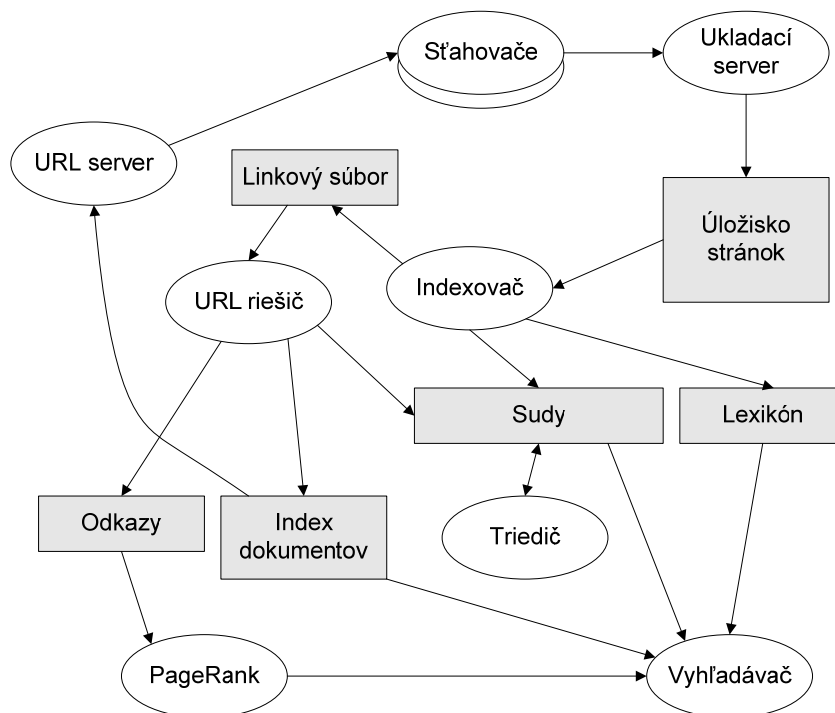 Sťahovače
Ukladací
server
URL server
Linkový súbor
Úložisko
stránok
URL riešič
Indexovač
Sudy
Lexikón
Odkazy
Index
dokumentov
Triedič
PageRank
Vyhľadávač